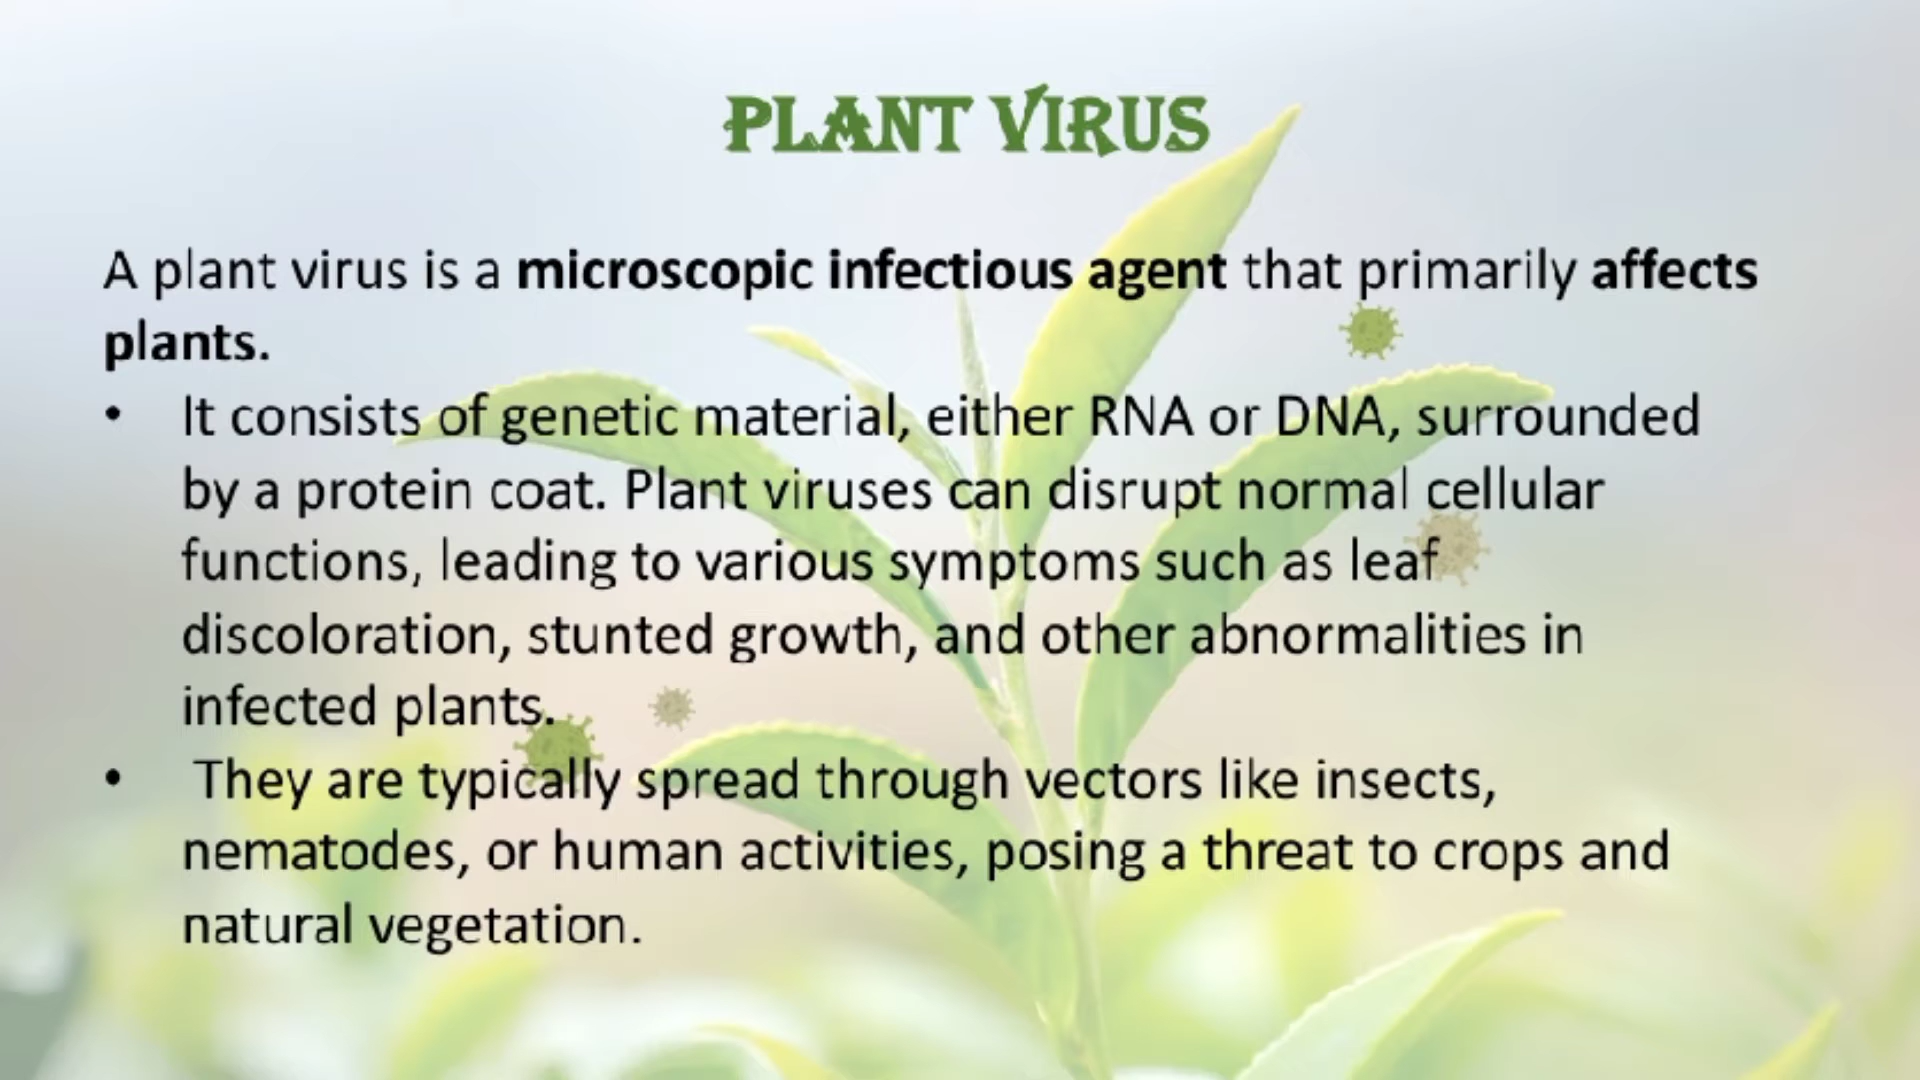 PLANT VIRUS
A plant virus is a microscopic infectious agent that primarily affects
plants.
• It consists of genetic material, either RNA or DNA, surrounded
by a protein coat. Plant viruses can disrupt normal cellular
functions, leading to various symptoms such as leaf
discoloration, stunted growth, and other abnormalities in
infected plants.
• They are typically spread through vectors like insects,
nematodes, or human activities, posing a threat to crops and
natural vegetation.